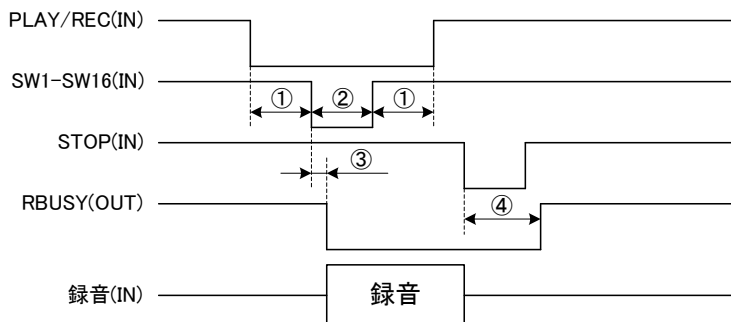 PLAY/REC(IN)
SW1-SW16(IN)
① ② ①
STOP(IN)
③
RBUSY(OUT)
④
録音(IN) 録音